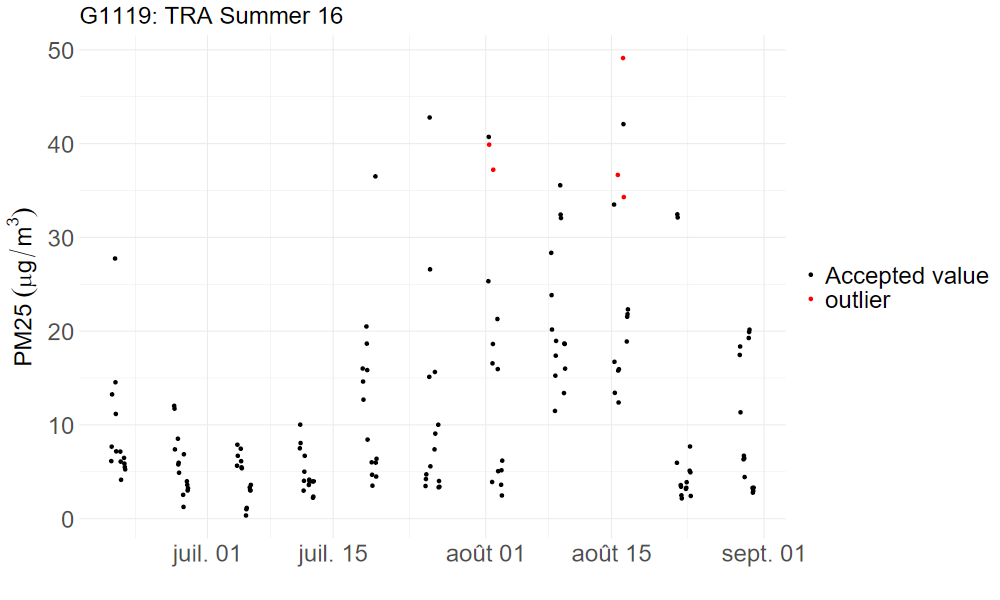 G1119: TRA Summer 16
50
40
30
20
10
0
PM25 (μg/m³)
juil. 01
juil. 15
août 01
août 15
sept. 01
Accepted value
outlier